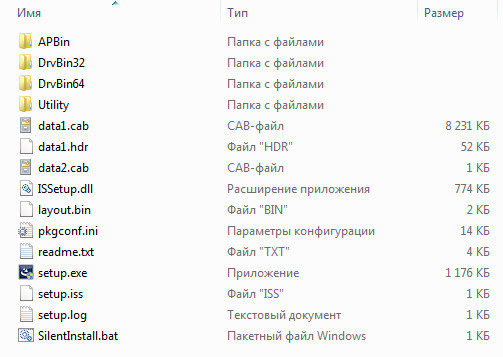 Имя Тип Размер
APBin Папка с файлами
DrvBin32 Папка с файлами
DrvBin64 Папка с файлами
Utility Папка с файлами
data1.cab CAB-файл 8 231 КБ
data1.hdr Файл "HDR" 52 КБ
data2.cab CAB-файл 1 КБ
ISSetup.dll Расширение приложения 774 КБ
layout.bin Файл "BIN" 2 КБ
pkgconf.ini Параметры конфигурации 14 КБ
readme.txt Файл "TXT" 4 КБ
setup.exe Приложение 1 176 КБ
setup.iss Файл "ISS" 1 КБ
setup.log Текстовый документ 1 КБ
SilentInstall.bat Пакетный файл Windows 1 КБ